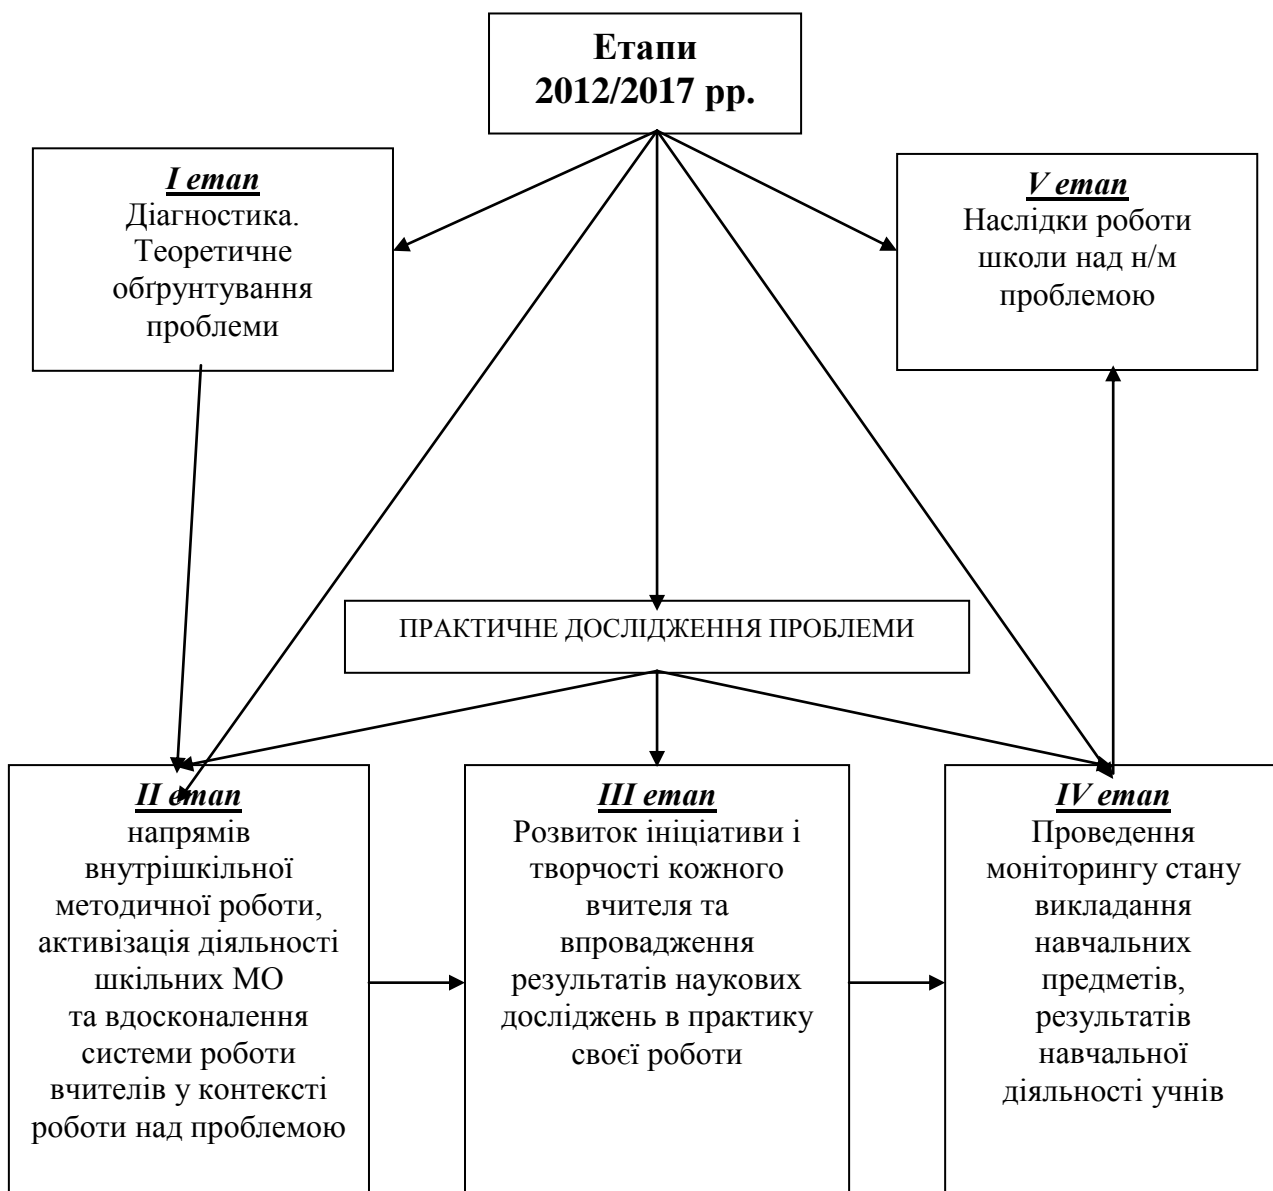 Етапи
2012/2017 рр.
І етап
Діагностика.
Теоретичне
обґрунтування
проблеми
V етап
Наслідки роботи
школи над н/м
проблемою
ПРАКТИЧНЕ ДОСЛІДЖЕННЯ ПРОБЛЕМИ
ІІ етап
напрямів
внутрішкільної
методичної роботи,
активізація діяльності
шкільних МО
та вдосконалення
системи роботи
вчителів у контексті
роботи над проблемою
ІІІ етап
Розвиток ініціативи і
творчості кожного
вчителя та
впровадження
результатів наукових
досліджень в практику
своєї роботи
IV етап
Проведення
моніторингу стану
викладання
навчальних
предметів,
результатів
навчальної
діяльності учнів